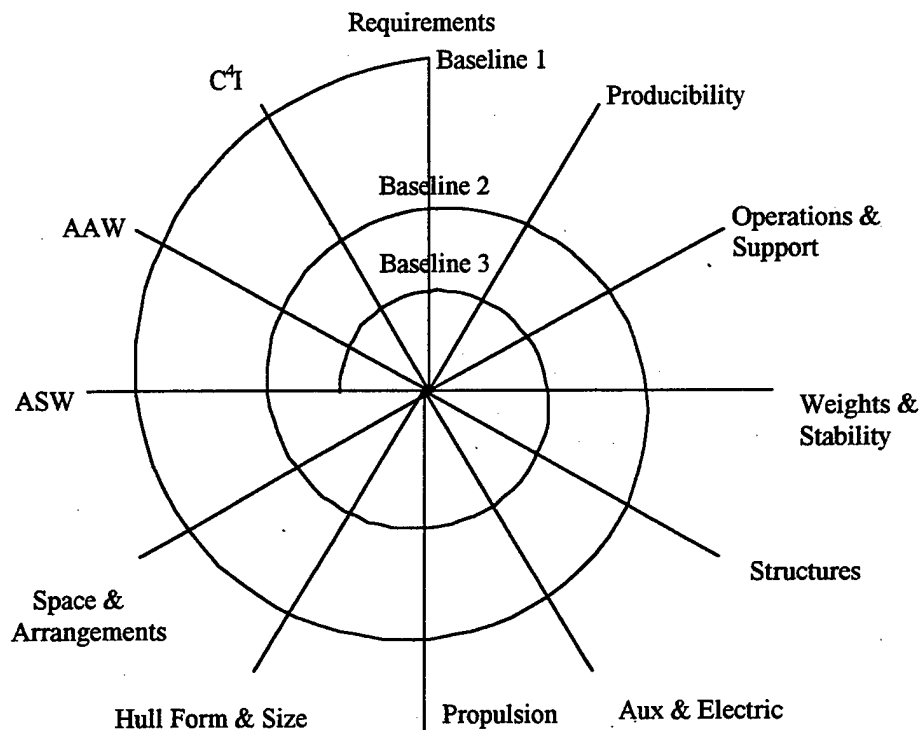 Requirements
Baseline 1
C⁴I
Producibility
Baseline 2
AAW
Operations &
Support
Baseline 3
ASW
Weights &
Stability
Structures
Space &
Arrangements
Hull Form & Size
Propulsion
Aux & Electric